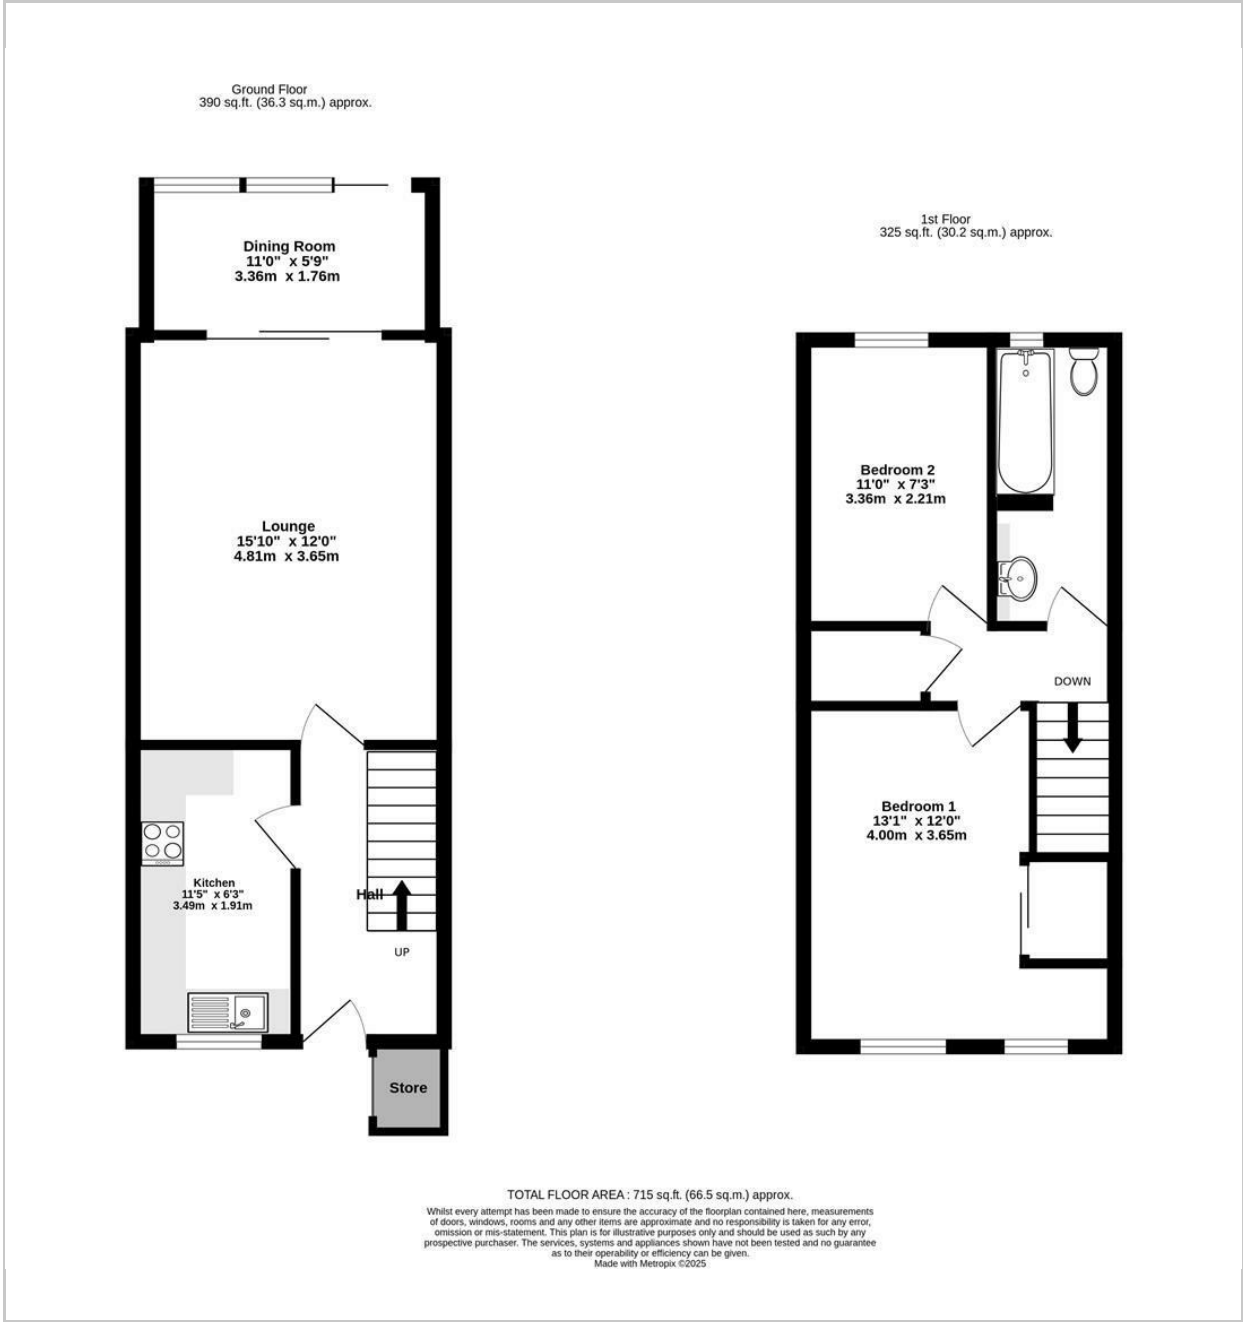 Ground Floor
390 sq.ft. (36.3 sq.m.) approx.
Dining Room
11'0" x 5'9"
3.36m x 1.76m
Lounge
15'10" x 12'0"
4.81m x 3.65m
Kitchen
11'5" x 6'3"
3.49m x 1.91m
Hall
UP
Store
1st Floor
325 sq.ft. (30.2 sq.m.) approx.
Bedroom 2
11'0" x 7'3"
3.36m x 2.21m
DOWN
Bedroom 1
13'1" x 12'0"
4.00m x 3.65m
TOTAL FLOOR AREA : 715 sq.ft. (66.5 sq.m.) approx.
Whilst every attempt has been made to ensure the accuracy of the floorplan contained here, measurements
of doors, windows, rooms and any other items are approximate and no responsibility is taken for any error,
omission or mis-statement. This plan is for illustrative purposes only and should be used as such by any
prospective purchaser. The services, systems and appliances shown have not been tested and no guarantee
as to their operability or efficiency can be given.
Made with Metropix ©2025